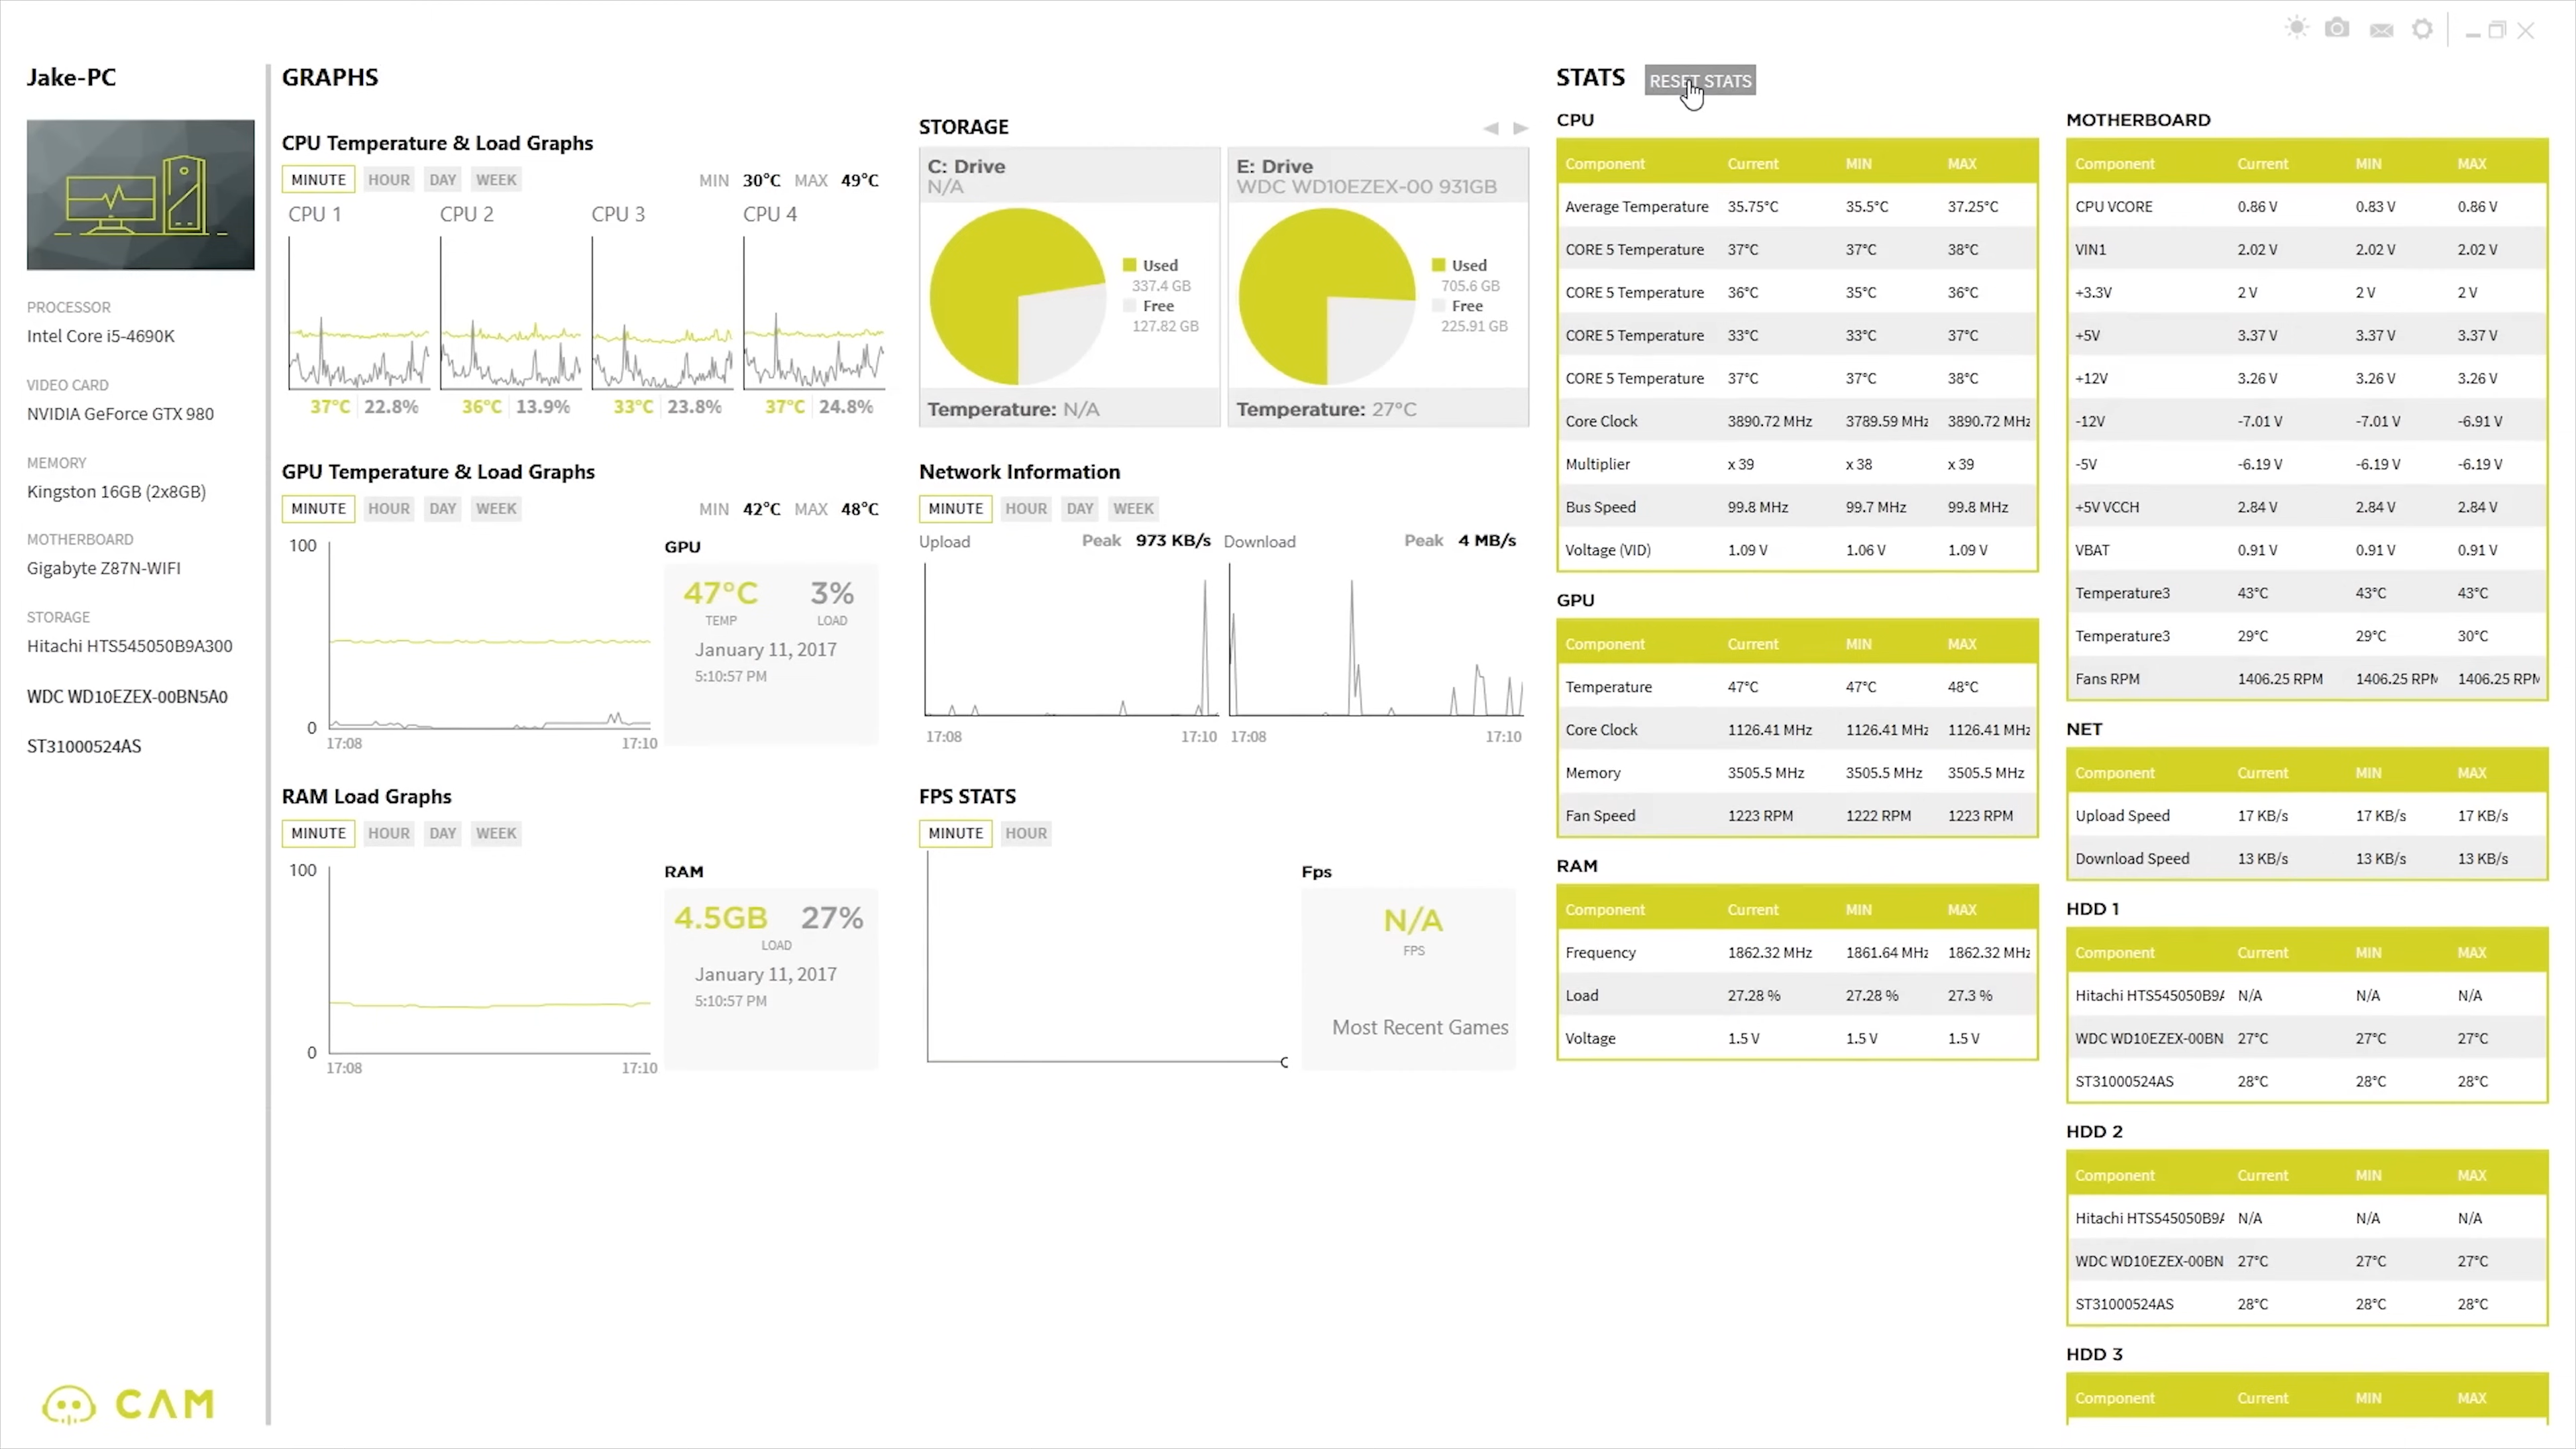 Jake-PC
PROCESSOR
Intel Core i5-4690K
VIDEO CARD
NVIDIA GeForce GTX 980
MEMORY
Kingston 16GB (2x8GB)
MOTHERBOARD
Gigabyte Z87N-WIFI
STORAGE
Hitachi HTS545050B9A300
WDC WD10EZEX-00BN5A0
ST31000524AS
CAM
GRAPHS
CPU Temperature & Load Graphs
MINUTE HOUR DAY WEEK MIN 30°C MAX 49°C
CPU 1 CPU 2 CPU 3 CPU 4
37°C 22.8% 36°C 13.9% 33°C 23.8% 37°C 24.8%
GPU Temperature & Load Graphs
MINUTE HOUR DAY WEEK MIN 42°C MAX 48°C
100
0
17:08 17:10
GPU
47°C 3%
TEMP LOAD
January 11, 2017
5:10:57 PM
RAM Load Graphs
MINUTE HOUR DAY WEEK
100
0
17:08 17:10
RAM
4.5GB 27%
LOAD
January 11, 2017
5:10:57 PM
STORAGE
C: Drive
N/A
Used
337.4 GB
Free
127.82 GB
Temperature: N/A
E: Drive
WDC WD10EZEX-00 931GB
Used
705.6 GB
Free
225.91 GB
Temperature: 27°C
Network Information
MINUTE HOUR DAY WEEK
Upload Peak 973 KB/s Download Peak 4 MB/s
17:08 17:10 17:08 17:10
FPS STATS
MINUTE HOUR
Fps
N/A
FPS
Most Recent Games
STATS RESET STATS
CPU
Component Current MIN MAX
Average Temperature 35.75°C 35.5°C 37.25°C
CORE 5 Temperature 37°C 37°C 38°C
CORE 5 Temperature 36°C 35°C 36°C
CORE 5 Temperature 33°C 33°C 37°C
CORE 5 Temperature 37°C 37°C 38°C
Core Clock 3890.72 MHz 3789.59 MHz 3890.72 MHz
Multiplier x 39 x 38 x 39
Bus Speed 99.8 MHz 99.7 MHz 99.8 MHz
Voltage (VID) 1.09 V 1.06 V 1.09 V
GPU
Component Current MIN MAX
Temperature 47°C 47°C 48°C
Core Clock 1126.41 MHz 1126.41 MHz 1126.41 MHz
Memory 3505.5 MHz 3505.5 MHz 3505.5 MHz
Fan Speed 1223 RPM 1222 RPM 1223 RPM
RAM
Component Current MIN MAX
Frequency 1862.32 MHz 1861.64 MHz 1862.32 MHz
Load 27.28 % 27.28 % 27.3 %
Voltage 1.5 V 1.5 V 1.5 V
MOTHERBOARD
Component Current MIN MAX
CPU VCORE 0.86 V 0.83 V 0.86 V
VIN1 2.02 V 2.02 V 2.02 V
+3.3V 2 V 2 V 2 V
+5V 3.37 V 3.37 V 3.37 V
+12V 3.26 V 3.26 V 3.26 V
-12V -7.01 V -7.01 V -6.91 V
-5V -6.19 V -6.19 V -6.19 V
+5V VCCH 2.84 V 2.84 V 2.84 V
VBAT 0.91 V 0.91 V 0.91 V
Temperature3 43°C 43°C 43°C
Temperature3 29°C 29°C 30°C
Fans RPM 1406.25 RPM 1406.25 RPM 1406.25 RPM
NET
Component Current MIN MAX
Upload Speed 17 KB/s 17 KB/s 17 KB/s
Download Speed 13 KB/s 13 KB/s 13 KB/s
HDD 1
Component Current MIN MAX
Hitachi HTS545050B9A N/A N/A N/A
WDC WD10EZEX-00BN 27°C 27°C 27°C
ST31000524AS 28°C 28°C 28°C
HDD 2
Component Current MIN MAX
Hitachi HTS545050B9A N/A N/A N/A
WDC WD10EZEX-00BN 27°C 27°C 27°C
ST31000524AS 28°C 28°C 28°C
HDD 3
Component Current MIN MAX